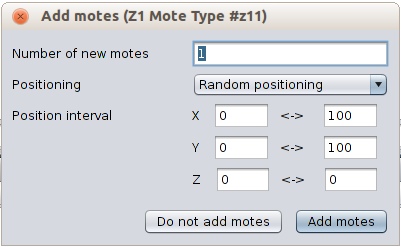 Add motes (Z1 Mote Type #z11)
Number of new motes 1
Positioning Random positioning
Position interval X 0 <-> 100
Y 0 <-> 100
Z 0 <-> 0
Do not add motes Add motes